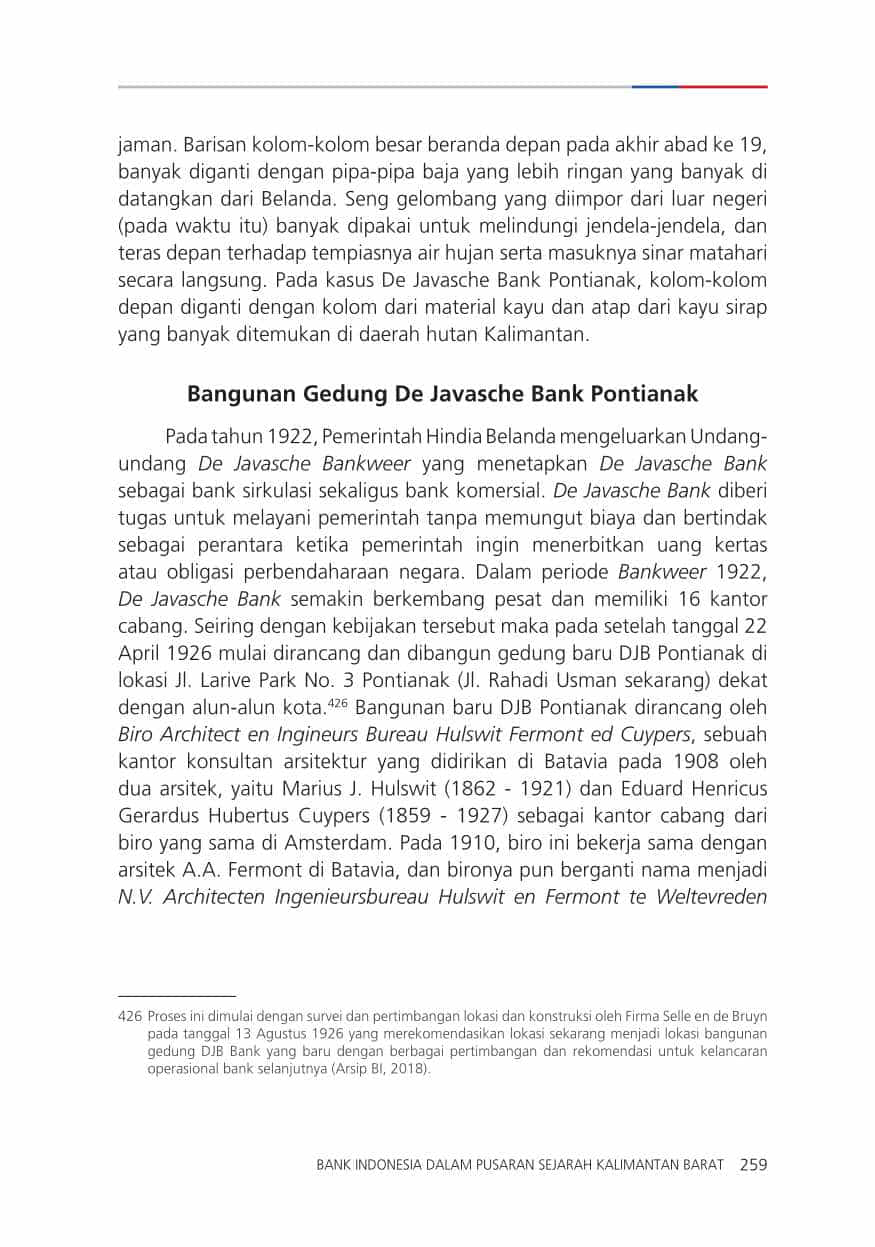 jaman. Barisan kolom-kolom besar beranda depan pada akhir abad ke 19,
banyak diganti dengan pipa-pipa baja yang lebih ringan yang banyak di
datangkan dari Belanda. Seng gelombang yang diimpor dari luar negeri
(pada waktu itu) banyak dipakai untuk melindungi jendela-jendela, dan
teras depan terhadap tempiasnya air hujan serta masuknya sinar matahari
secara langsung. Pada kasus De Javasche Bank Pontianak, kolom-kolom
depan diganti dengan kolom dari material kayu dan atap dari kayu sirap
yang banyak ditemukan di daerah hutan Kalimantan.
Bangunan Gedung De Javasche Bank Pontianak
Pada tahun 1922, Pemerintah Hindia Belanda mengeluarkan Undang-
undang De Javasche Bankweer yang menetapkan De Javasche Bank
sebagai bank sirkulasi sekaligus bank komersial. De Javasche Bank diberi
tugas untuk melayani pemerintah tanpa memungut biaya dan bertindak
sebagai perantara ketika pemerintah ingin menerbitkan uang kertas
atau obligasi perbendaharaan negara. Dalam periode Bankweer 1922,
De Javasche Bank semakin berkembang pesat dan memiliki 16 kantor
cabang. Seiring dengan kebijakan tersebut maka pada setelah tanggal 22
April 1926 mulai dirancang dan dibangun gedung baru DJB Pontianak di
lokasi Jl. Larive Park No. 3 Pontianak (Jl. Rahadi Usman sekarang) dekat
dengan alun-alun kota.426 Bangunan baru DJB Pontianak dirancang oleh
Biro Architect en Ingineurs Bureau Hulswit Fermont ed Cuypers, sebuah
kantor konsultan arsitektur yang didirikan di Batavia pada 1908 oleh
dua arsitek, yaitu Marius J. Hulswit (1862 - 1921) dan Eduard Henricus
Gerardus Hubertus Cuypers (1859 - 1927) sebagai kantor cabang dari
biro yang sama di Amsterdam. Pada 1910, biro ini bekerja sama dengan
arsitek A.A. Fermont di Batavia, dan bironya pun berganti nama menjadi
N.V. Architecten Ingenieursbureau Hulswit en Fermont te Weltevreden
426 Proses ini dimulai dengan survei dan pertimbangan lokasi dan konstruksi oleh Firma Selle en de Bruyn
pada tanggal 13 Agustus 1926 yang merekomendasikan lokasi sekarang menjadi lokasi bangunan
gedung DJB Bank yang baru dengan berbagai pertimbangan dan rekomendasi untuk kelancaran
operasional bank selanjutnya (Arsip BI, 2018).
BANK INDONESIA DALAM PUSARAN SEJARAH KALIMANTAN BARAT 259